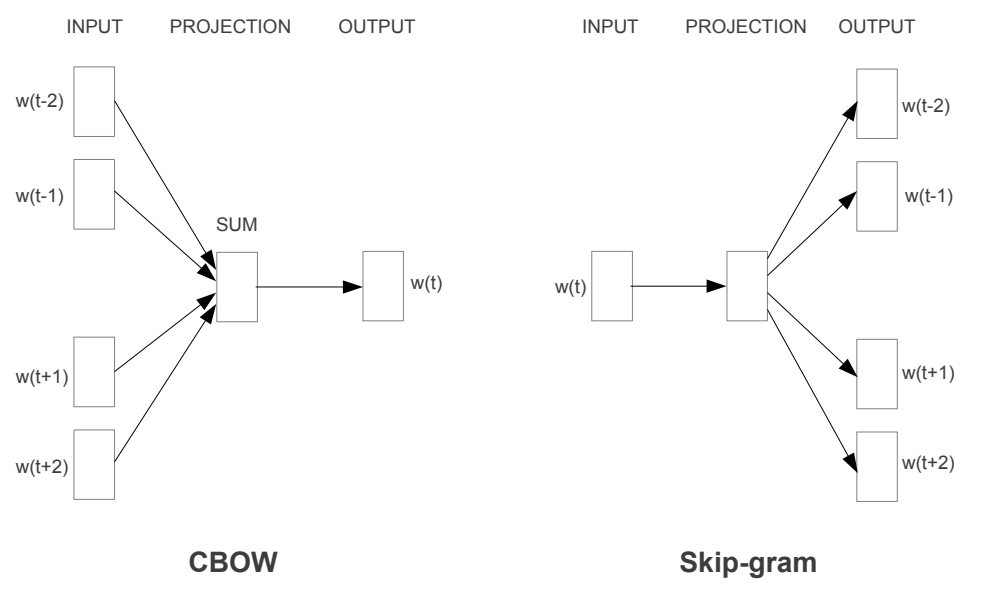 INPUT PROJECTION OUTPUT
w(t-2)
w(t-1)
SUM
w(t)
w(t+1)
w(t+2)
CBOW
INPUT PROJECTION OUTPUT
w(t-2)
w(t-1)
w(t)
w(t+1)
w(t+2)
Skip-gram